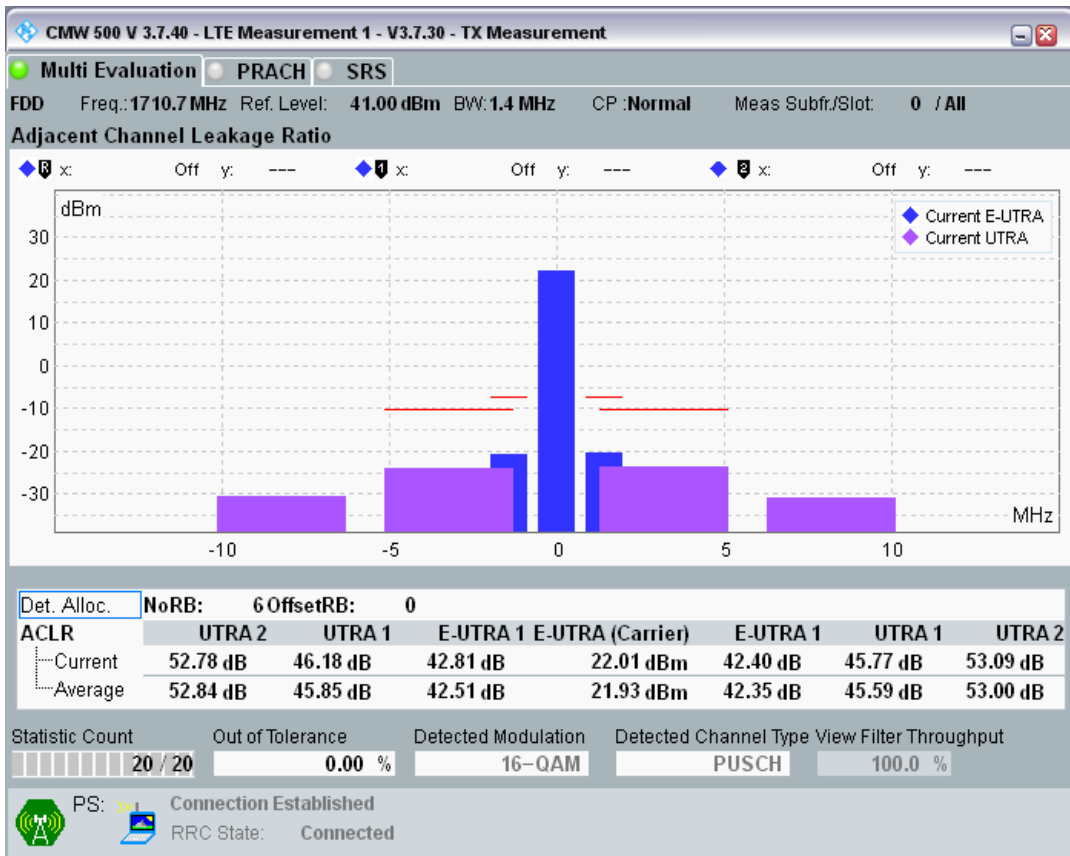 CMW 500 V 3.7.40 - LTE Measurement 1 - V3.7.30 - TX Measurement
Multi Evaluation PRACH SRS
FDD Freq.: 1710.7 MHz Ref. Level: 41.00 dBm BW: 1.4 MHz CP : Normal Meas Subfr./Slot: 0 / All
Adjacent Channel Leakage Ratio
R x: Off y: --- 1 x: Off y: --- 2 x: Off y: ---
dBm
Current E-UTRA
Current UTRA
30
20
10
0
-10
-20
-30
MHz
-10 -5 0 5 10
Det. Alloc. NoRB: 6 OffsetRB: 0
ACLR UTRA 2 UTRA 1 E-UTRA 1 E-UTRA (Carrier) E-UTRA 1 UTRA 1 UTRA 2
Current 52.78 dB 46.18 dB 42.81 dB 22.01 dBm 42.40 dB 45.77 dB 53.09 dB
Average 52.84 dB 45.85 dB 42.51 dB 21.93 dBm 42.35 dB 45.59 dB 53.00 dB
Statistic Count Out of Tolerance Detected Modulation Detected Channel Type View Filter Throughput
20 / 20 0.00 % 16-QAM PUSCH 100.0 %
PS: Connection Established
RRC State: Connected